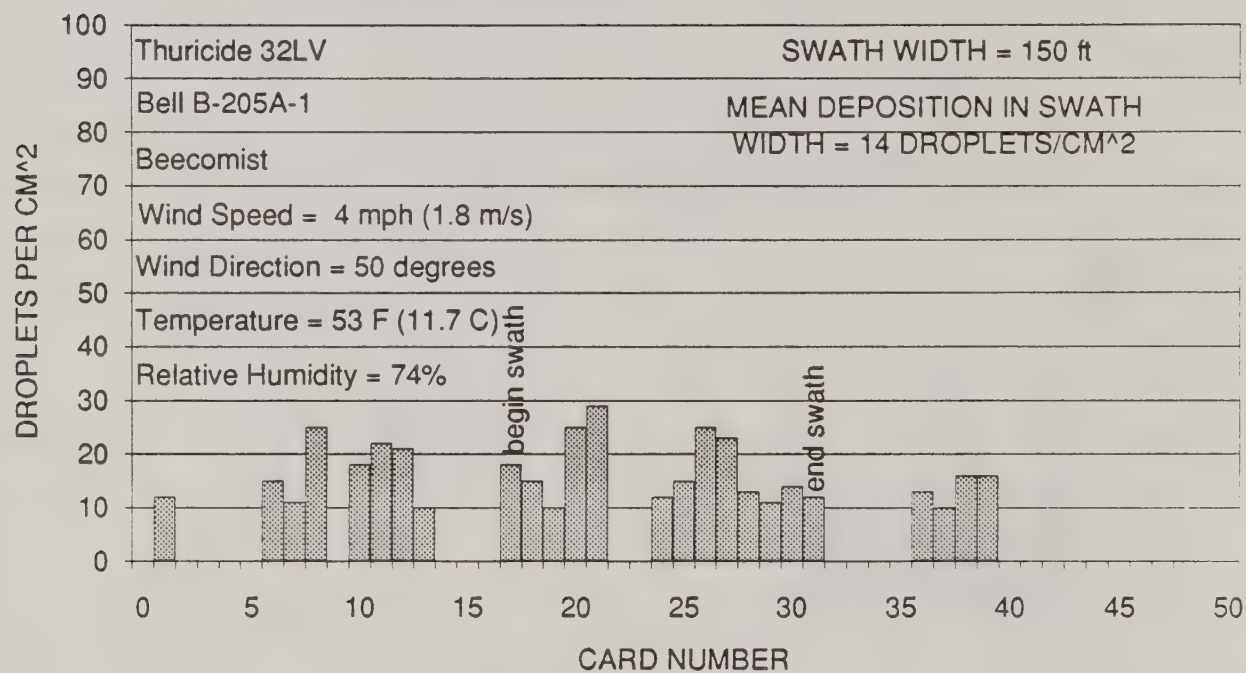 100
90
80
70
60
50
40
30
20
10
0
DROPLETS PER CM^2
Thuricide 32LV
Bell B-205A-1
Beecomist
Wind Speed = 4 mph (1.8 m/s)
Wind Direction = 50 degrees
Temperature = 53 F (11.7 C)
Relative Humidity = 74%
SWATH WIDTH = 150 ft
MEAN DEPOSITION IN SWATH
WIDTH = 14 DROPLETS/CM^2
begin swath
end swath
0 5 10 15 20 25 30 35 40 45 50
CARD NUMBER